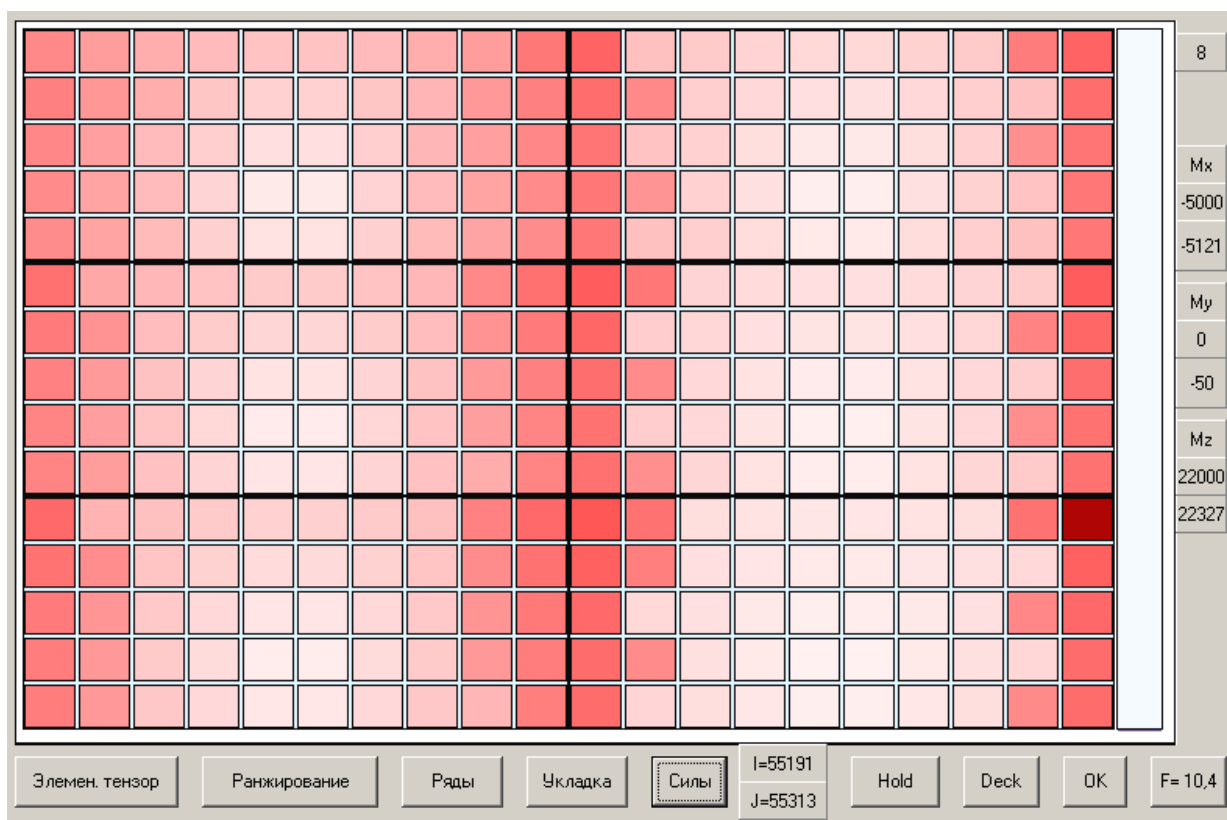 8
Mx
-5000
-5121
My
0
-50
Mz
22000
22327
Элемен. тензор
Ранжирование
Ряды
Укладка
Силы
I=55191
J=55313
Hold
Deck
OK
F= 10,4